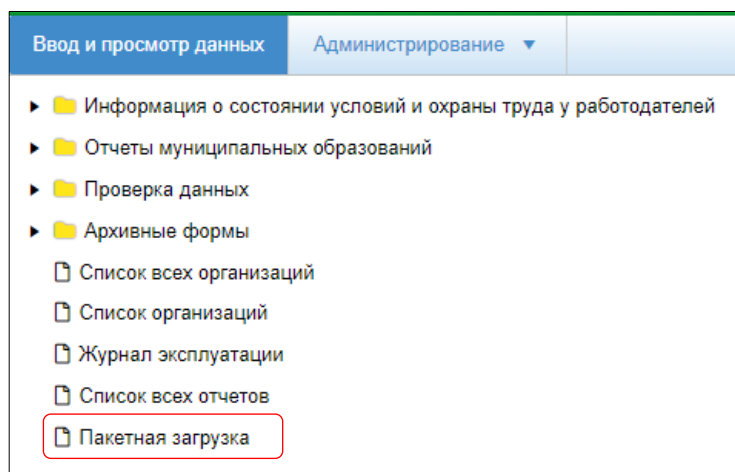 Ввод и просмотр данных Администрирование
Информация о состоянии условий и охраны труда у работодателей
Отчеты муниципальных образований
Проверка данных
Архивные формы
Список всех организаций
Список организаций
Журнал эксплуатации
Список всех отчетов
Пакетная загрузка